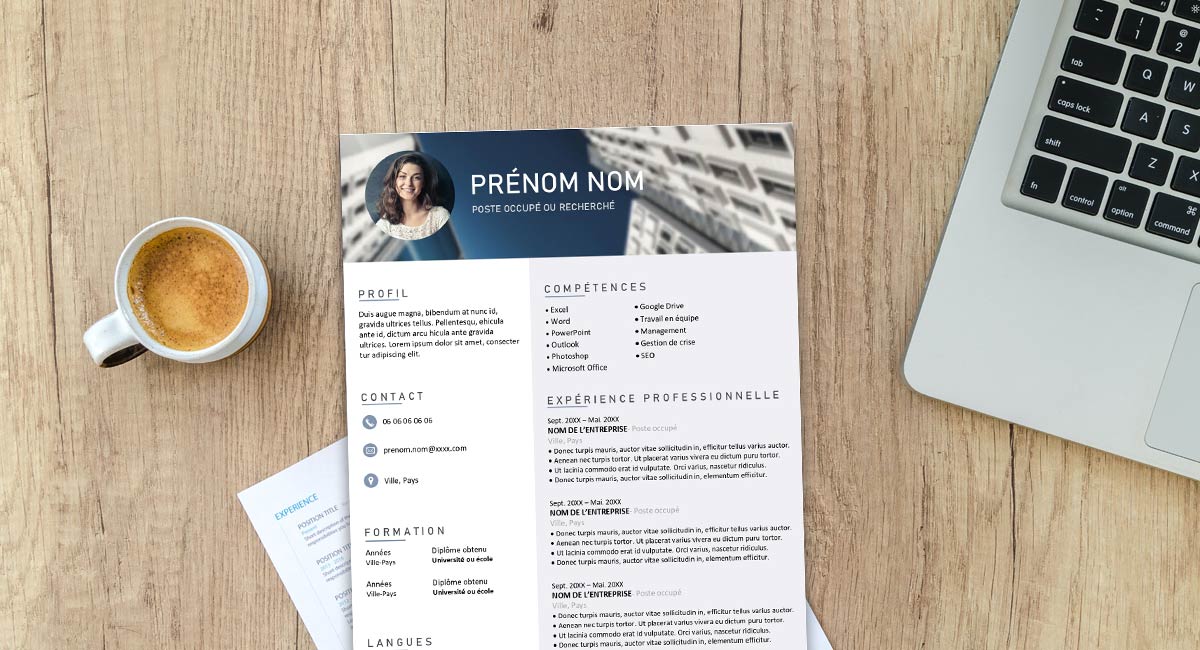 PRÉNOM NOM
POSTE OCCUPÉ OU RECHERCHÉ
PROFIL
Duis augue magna, bibendum at nunc id,
gravida ultrices tellus. Pellentesqu, ehicula
ante id, dictum arcu hicula ante gravida
ultrices. Lorem ipsum dolor sit amet, consecter
tur adipiscing elit.
CONTACT
06 06 06 06 06
prenom.nom@xxxx.com
Ville, Pays
FORMATION
Années Diplôme obtenu
Ville-Pays Université ou école
Années Diplôme obtenu
Ville-Pays Université ou école
LANGUES
COMPÉTENCES
• Excel
• Word
• PowerPoint
• Outlook
• Photoshop
• Microsoft Office
• Google Drive
• Travail en équipe
• Management
• Gestion de crise
• SEO
EXPÉRIENCE PROFESSIONNELLE
Sept. 20XX – Mai. 20XX
NOM DE L'ENTREPRISE- Poste occupé
Ville, Pays
• Donec turpis mauris, auctor vitae sollicitudin in, efficitur tellus varius auctor.
• Aenean nec turpis tortor. Ut placerat varius viverra eu dictum puru tortor.
• Ut lacinia commodo erat id vulputate. Orci varius, nascetur ridiculus.
• Donec turpis mauris, auctor vitae sollicitudin in, elementum efficitur.
Sept. 20XX – Mai. 20XX
NOM DE L'ENTREPRISE- Poste occupé
Ville, Pays
• Donec turpis mauris, auctor vitae sollicitudin in, efficitur tellus varius auctor.
• Aenean nec turpis tortor. Ut placerat varius viverra eu dictum puru tortor.
• Ut lacinia commodo erat id vulputate. Orci varius, nascetur ridiculus.
• Donec turpis mauris, auctor vitae sollicitudin in, elementum efficitur.
Sept. 20XX – Mai. 20XX
NOM DE L'ENTREPRISE- Poste occupé
Ville, Pays
• Donec turpis mauris, auctor vitae sollicitudin in, efficitur tellus varius auctor.
• Aenean nec turpis tortor. Ut placerat varius viverra eu dictum puru tortor.
• Ut lacinia commodo erat id vulputate. Orci varius, nascetur ridiculus.
• Donec turpis mauris, auctor vitae sollicitudin in, elementum efficitur.
EXPERIENCE
POSITION TITLE
Short description of
responsibilities
POSITION
~ ! 1 @ 2
tab Q W
caps lock A S
shift Z X
fn control alt option ⌘ command